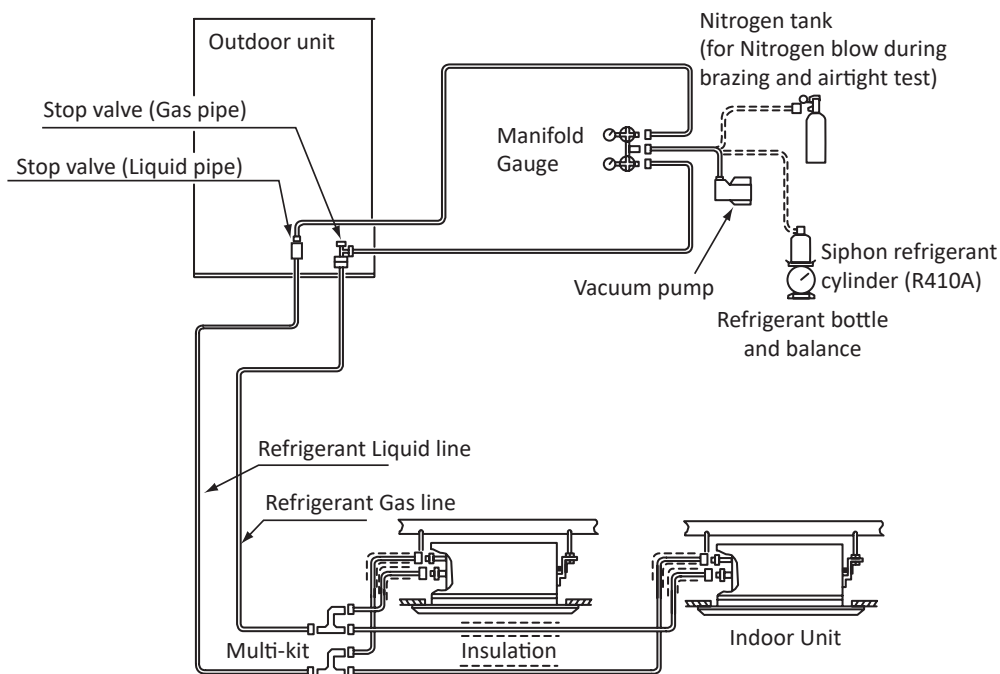 Outdoor unit
Nitrogen tank
(for Nitrogen blow during
brazing and airtight test)
Stop valve (Gas pipe)
Stop valve (Liquid pipe)
Manifold
Gauge
Vacuum pump
Siphon refrigerant
cylinder (R410A)
Refrigerant bottle
and balance
Refrigerant Liquid line
Refrigerant Gas line
Multi-kit
Insulation
Indoor Unit